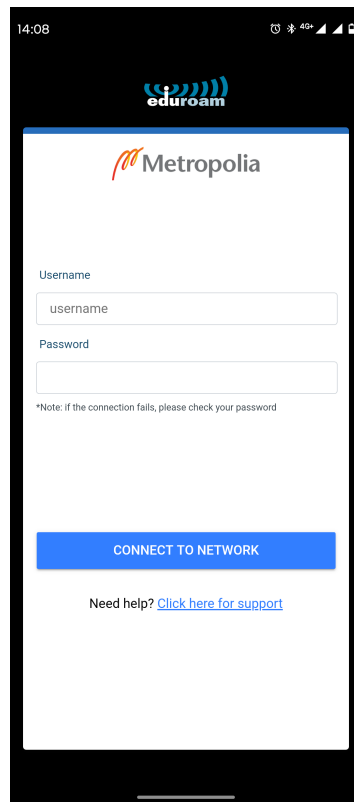 14:08
4G+
eduroam
Metropolia
Username
username
Password
*Note: if the connection fails, please check your password
CONNECT TO NETWORK
Need help? Click here for support